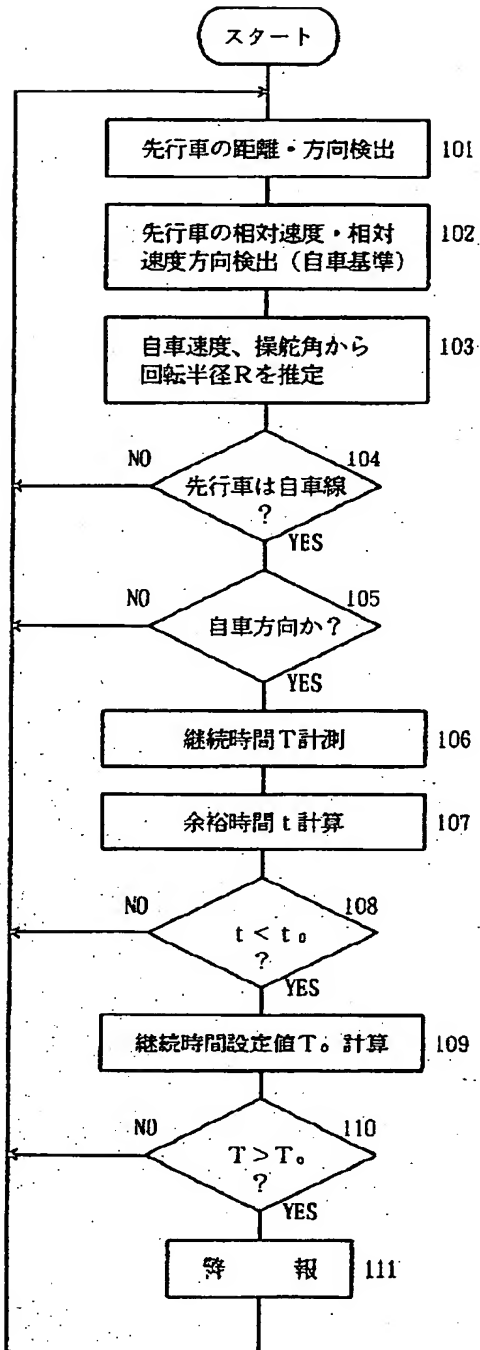 スタート
先行車の距離・方向検出 101
先行車の相対速度・相対
速度方向検出（自車基準） 102
自車速度、操舵角から
回転半径Rを推定 103
NO 104
先行車は自車線
?
YES
NO 105
自車方向か？
YES
継続時間T計測 106
余裕時間t計算 107
NO 108
t＜t₀
?
YES
継続時間設定値T₀計算 109
NO 110
T＞T₀
?
YES
警 報 111